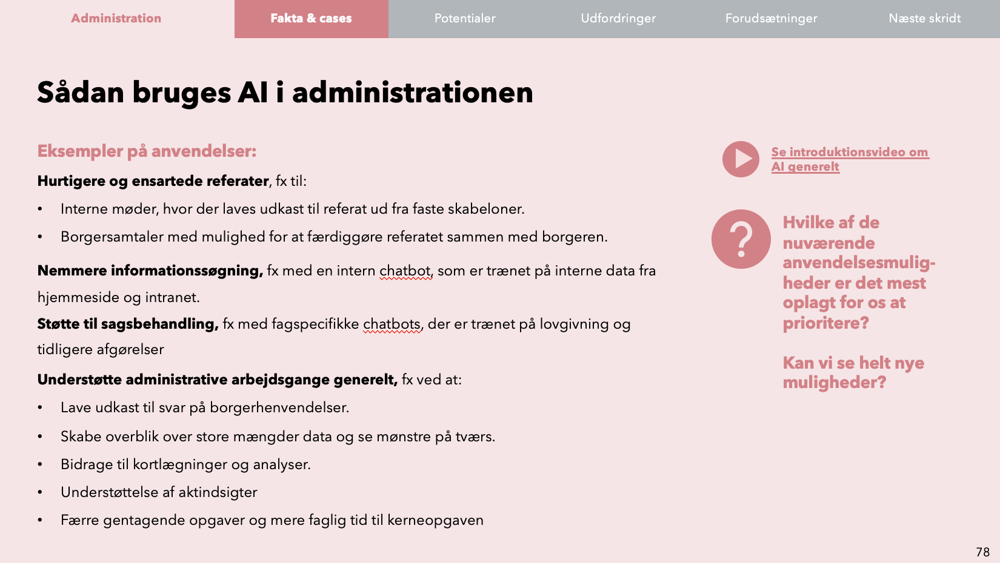 Administration
Fakta & cases
Potentialer
Udfordringer
Forudsætninger
Næste skridt
Sådan bruges AI i administrationen
Eksempler på anvendelser:
Hurtigere og ensartede referater, fx til:
• Interne møder, hvor der laves udkast til referat ud fra faste skabeloner.
• Borgersamtaler med mulighed for at færdiggøre referatet sammen med borgeren.
Nemmere informationssøgning, fx med en intern chatbot, som er trænet på interne data fra
hjemmeside og intranet.
Støtte til sagsbehandling, fx med fagspecifikke chatbots, der er trænet på lovgivning og
tidligere afgørelser
Understøtte administrative arbejdsgange generelt, fx ved at:
• Lave udkast til svar på borgerhenvendelser.
• Skabe overblik over store mængder data og se mønstre på tværs.
• Bidrage til kortlægninger og analyser.
• Understøttelse af aktindsigter
• Færre gentagende opgaver og mere faglig tid til kerneopgaven
Se introduktionsvideo om
AI generelt
?
Hvilke af de
nuværende
anvendelsesmulig-
heder er det mest
oplagt for os at
prioritere?
Kan vi se helt nye
muligheder?
78